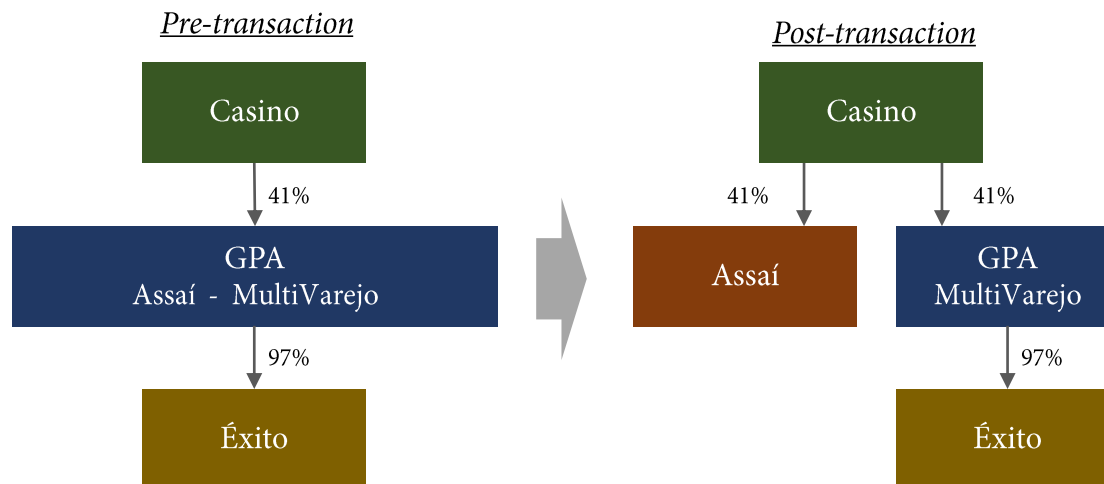 Pre-transaction
Casino
41%
GPA
Assaí - MultiVarejo
97%
Éxito
Post-transaction
Casino
41%
41%
Assaí
GPA
MultiVarejo
97%
Éxito